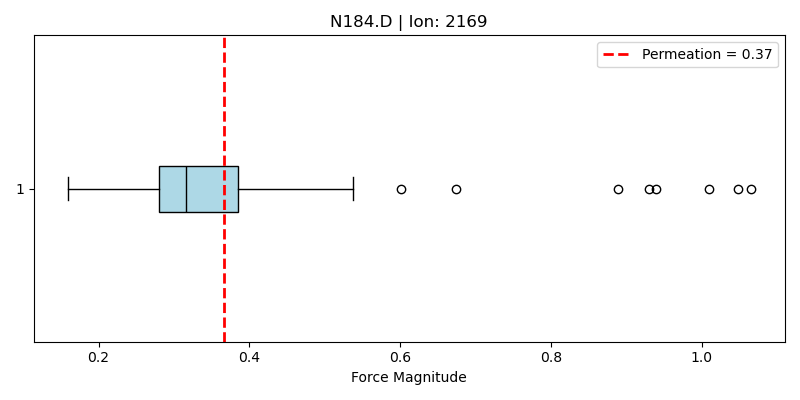 N184.D | Ion: 2169
Permeation = 0.37
1
0.2 0.4 0.6 0.8 1.0
Force Magnitude